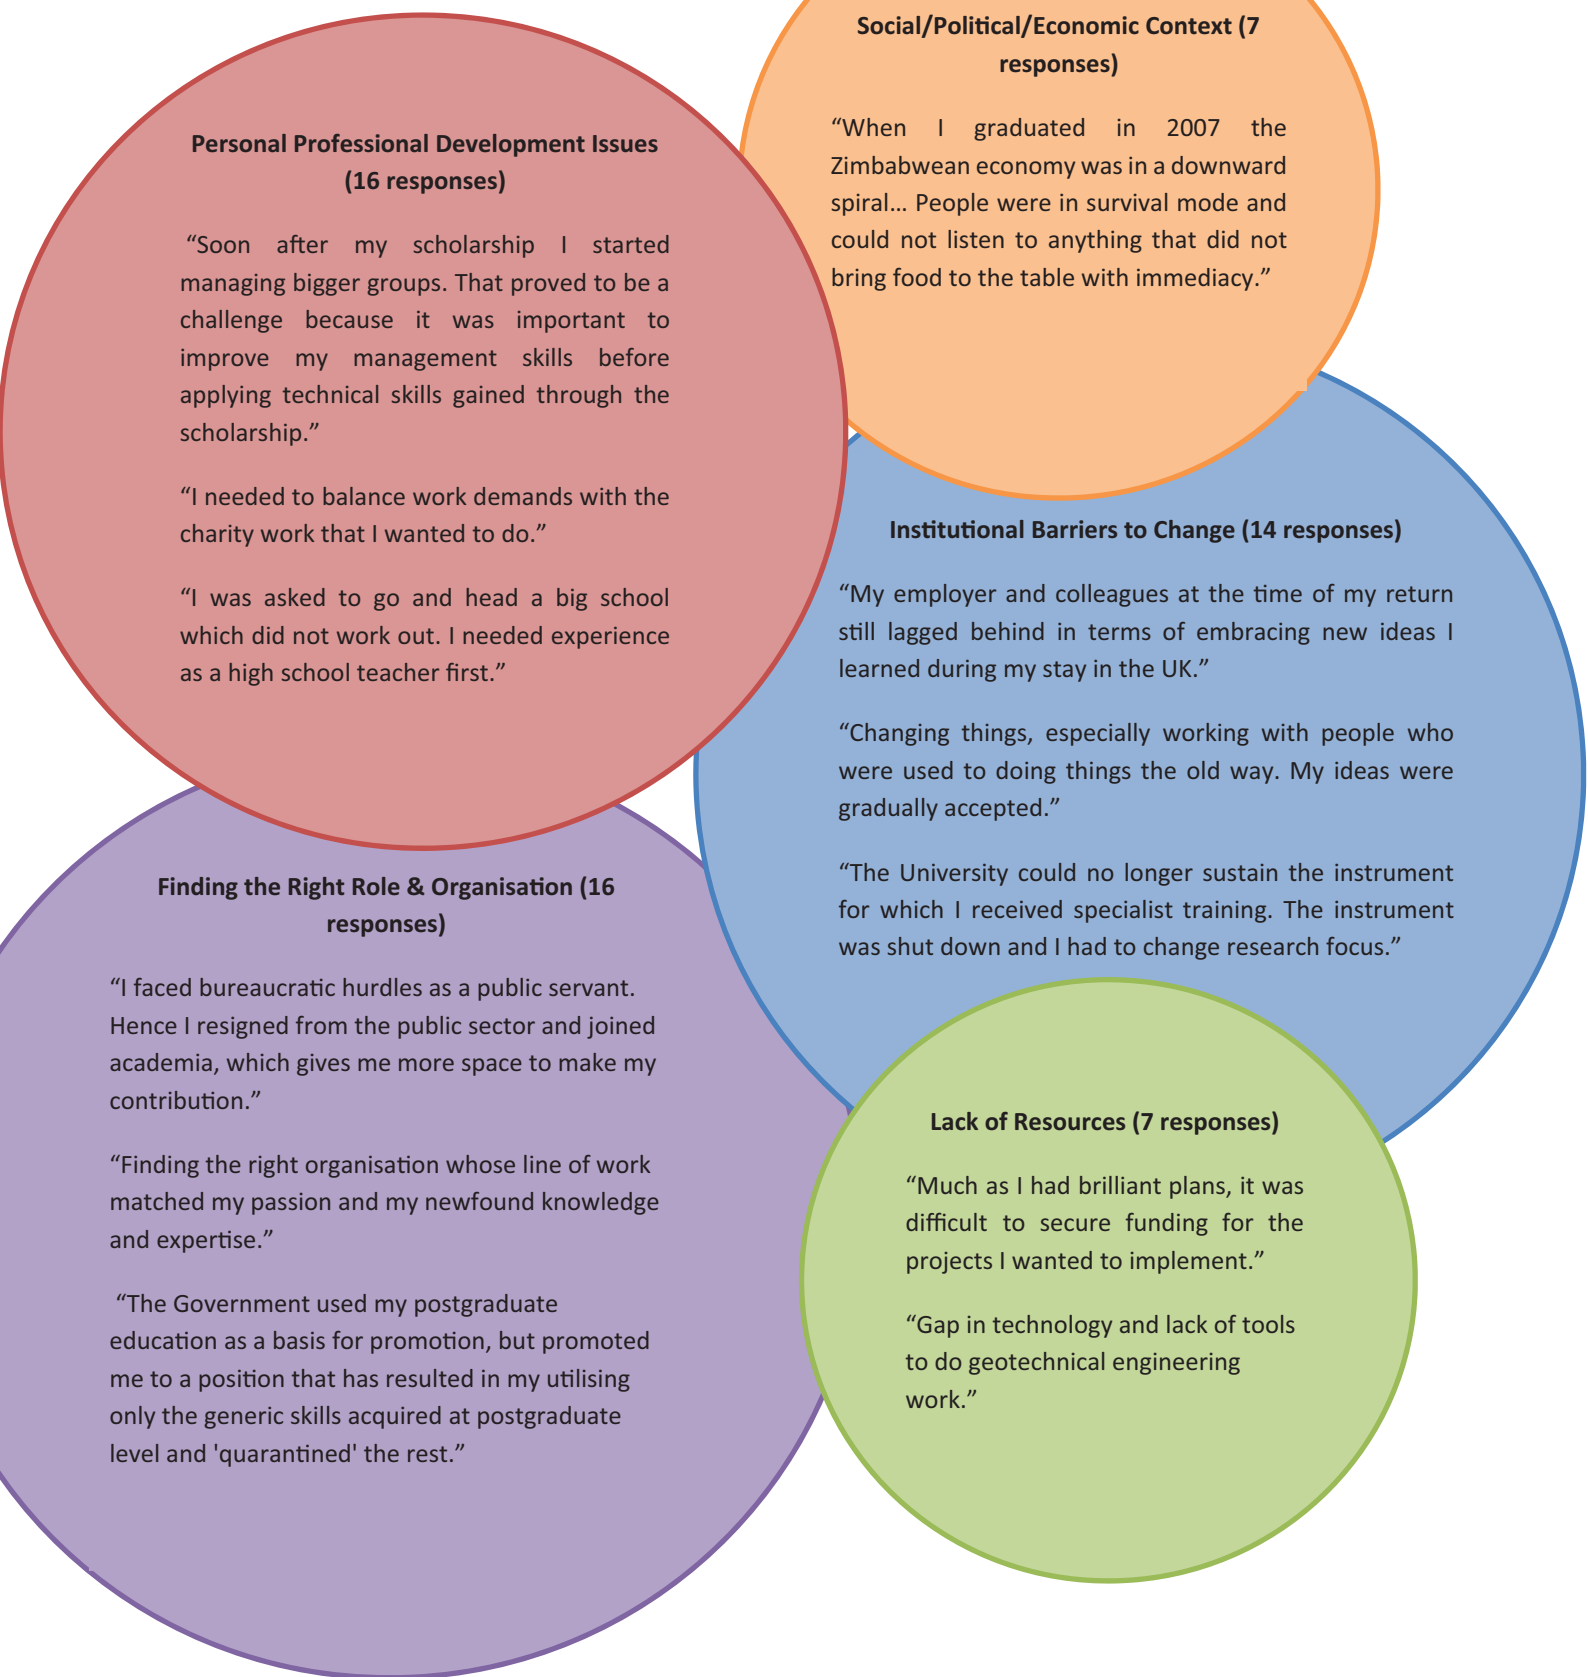 Social/Political/Economic Context (7
responses)
“When I graduated in 2007 the
Zimbabwean economy was in a downward
spiral... People were in survival mode and
could not listen to anything that did not
bring food to the table with immediacy.”
Personal Professional Development Issues
(16 responses)
“Soon after my scholarship I started
managing bigger groups. That proved to be a
challenge because it was important to
improve my management skills before
applying technical skills gained through the
scholarship.”
“I needed to balance work demands with the
charity work that I wanted to do.”
“I was asked to go and head a big school
which did not work out. I needed experience
as a high school teacher first.”
Institutional Barriers to Change (14 responses)
“My employer and colleagues at the time of my return
still lagged behind in terms of embracing new ideas I
learned during my stay in the UK.”
“Changing things, especially working with people who
were used to doing things the old way. My ideas were
gradually accepted.”
“The University could no longer sustain the instrument
for which I received specialist training. The instrument
was shut down and I had to change research focus.”
Finding the Right Role & Organisation (16
responses)
“I faced bureaucratic hurdles as a public servant.
Hence I resigned from the public sector and joined
academia, which gives me more space to make my
contribution.”
“Finding the right organisation whose line of work
matched my passion and my newfound knowledge
and expertise.”
“The Government used my postgraduate
education as a basis for promotion, but promoted
me to a position that has resulted in my utilising
only the generic skills acquired at postgraduate
level and 'quarantined' the rest.”
Lack of Resources (7 responses)
“Much as I had brilliant plans, it was
difficult to secure funding for the
projects I wanted to implement.”
“Gap in technology and lack of tools
to do geotechnical engineering
work.”